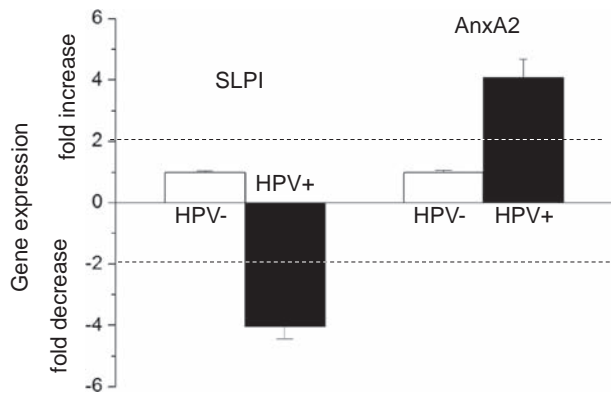 6
AnxA2
4
SLPI
2
HPV+
0
HPV-
HPV-
HPV+
-2
-4
-6
Gene expression
fold increase
fold decrease